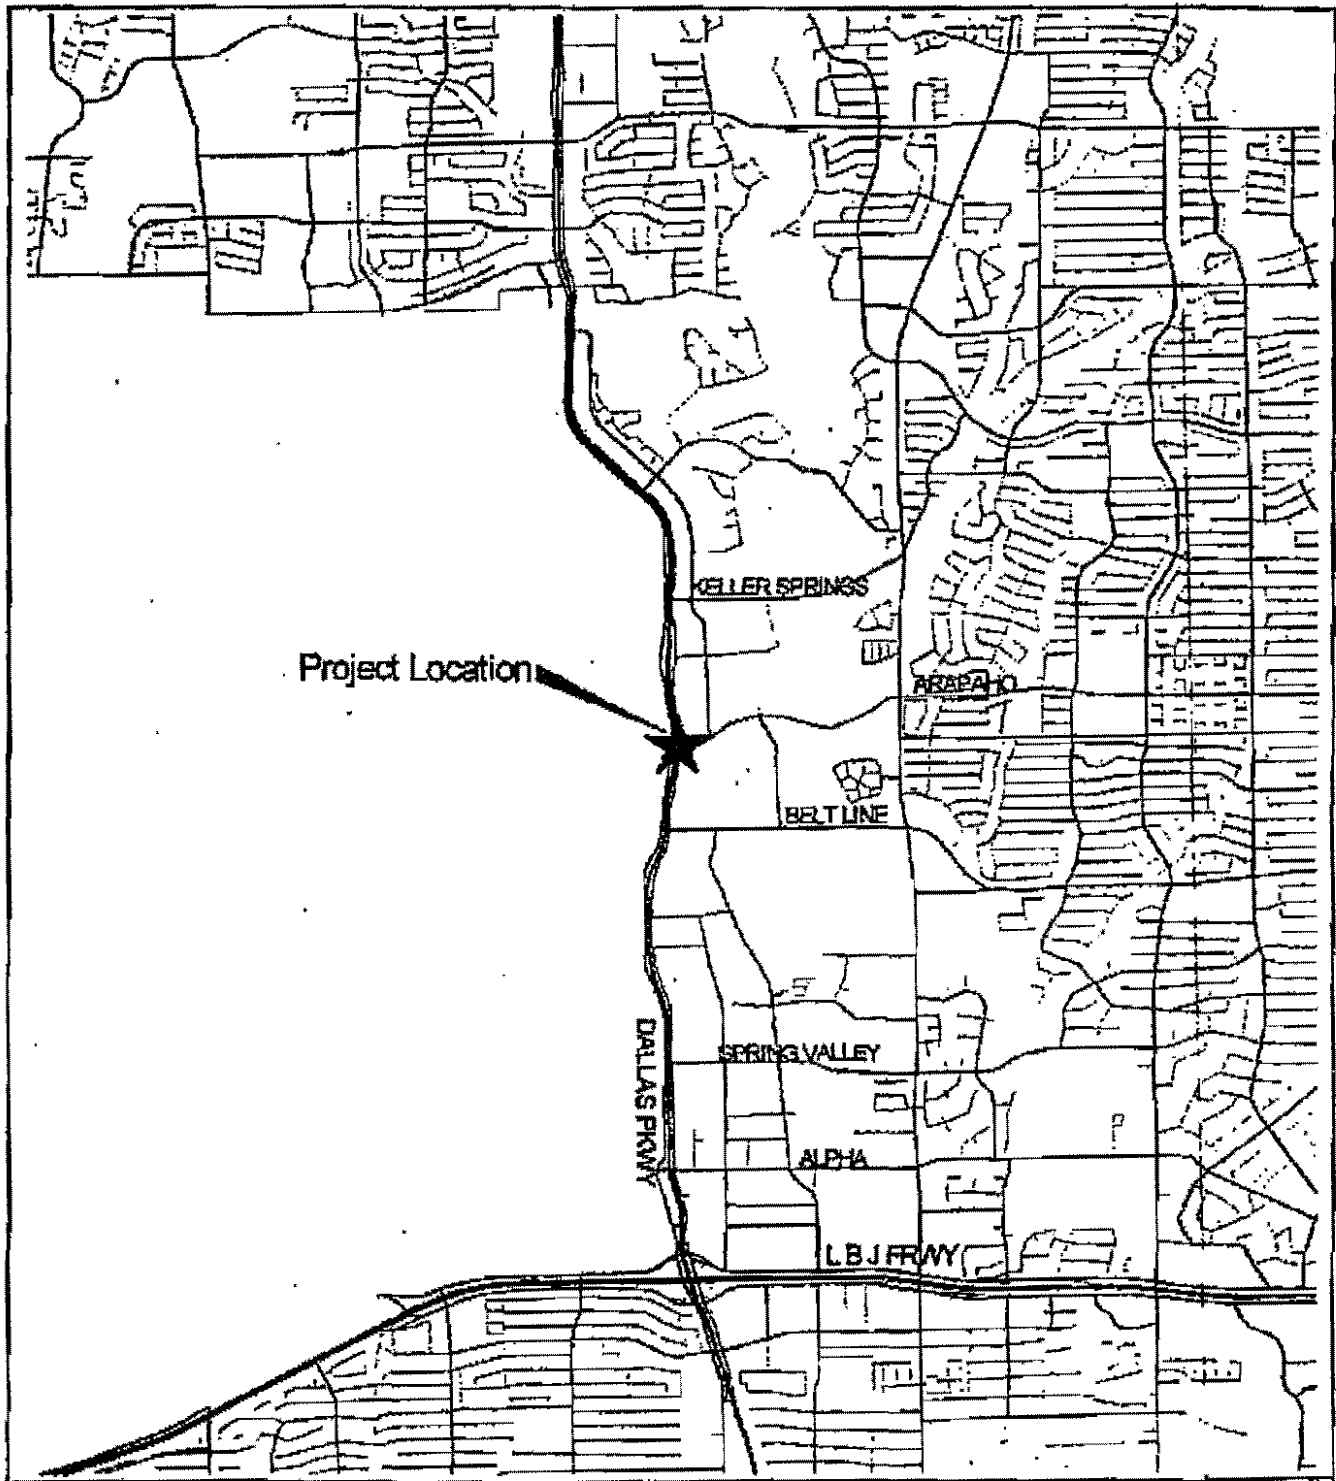 KELLER SPRINGS
Project Location
ARAPAHO
BELT LINE
DALLAS PKWY
SPRING VALLEY
ALPHA
L B J FRWY